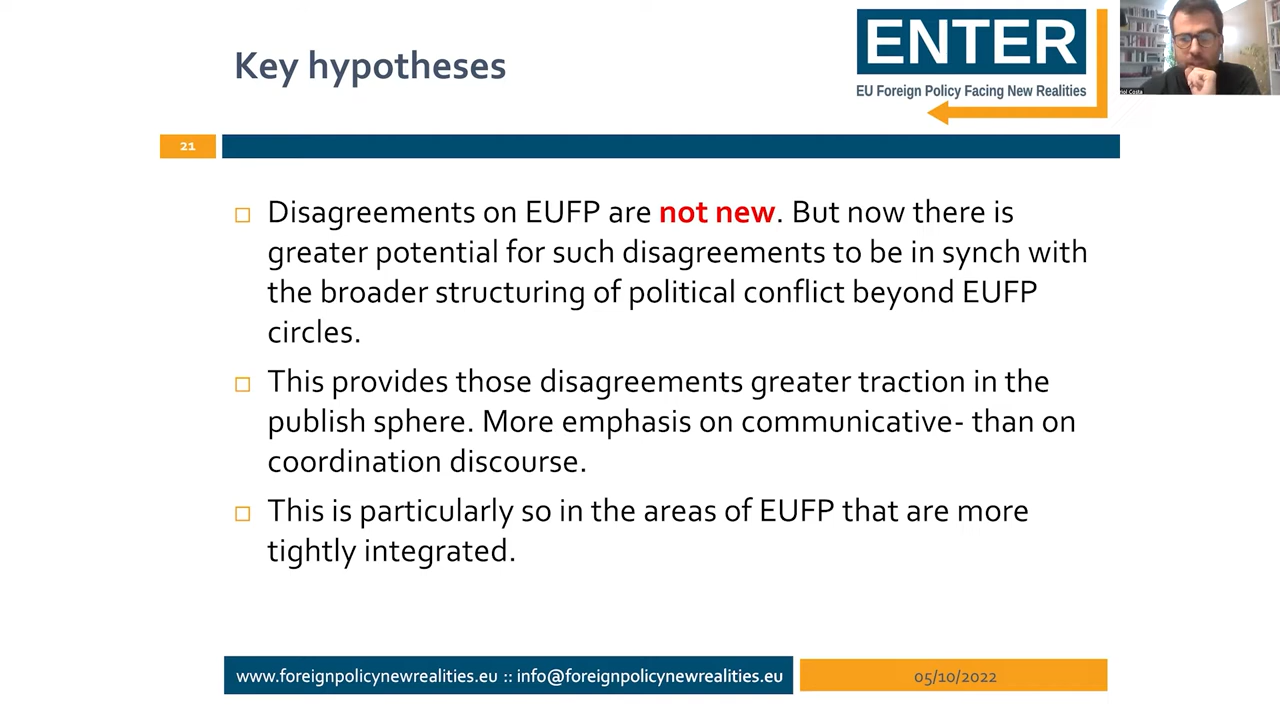 Key hypotheses
ENTER
EU Foreign Policy Facing New Realities
21
Disagreements on EUFP are not new. But now there is
greater potential for such disagreements to be in synch with
the broader structuring of political conflict beyond EUFP
circles.
This provides those disagreements greater traction in the
publish sphere. More emphasis on communicative- than on
coordination discourse.
This is particularly so in the areas of EUFP that are more
tightly integrated.
www.foreignpolicynewrealities.eu :: info@foreignpolicynewrealities.eu
05/10/2022
Costa